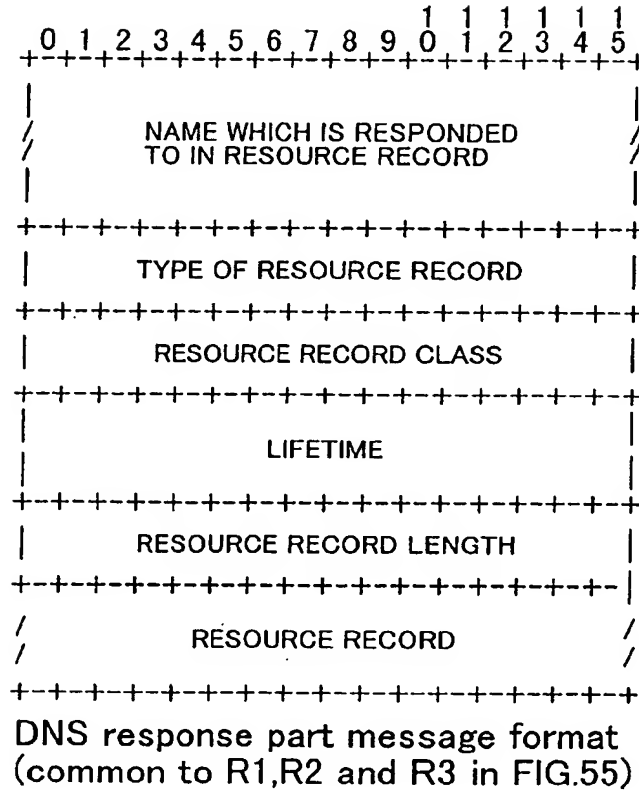 1 1 1 1 1 1
0 1 2 3 4 5 6 7 8 9 0 1 2 3 4 5
+--+--+--+--+--+--+--+--+--+--+--+--+--+--+--+--+
NAME WHICH IS RESPONDED
TO IN RESOURCE RECORD
+--+--+--+--+--+--+--+--+--+--+--+--+--+--+--+--+
TYPE OF RESOURCE RECORD
+--+--+--+--+--+--+--+--+--+--+--+--+--+--+--+--+
RESOURCE RECORD CLASS
+--+--+--+--+--+--+--+--+--+--+--+--+--+--+--+--+
LIFETIME
+--+--+--+--+--+--+--+--+--+--+--+--+--+--+--+--+
RESOURCE RECORD LENGTH
+--+--+--+--+--+--+--+--+--+--+--+--+--+--+--+--
RESOURCE RECORD
+--+--+--+--+--+--+--+--+--+--+--+--+--+--+--+--+
DNS response part message format
(common to R1,R2 and R3 in FIG.55)